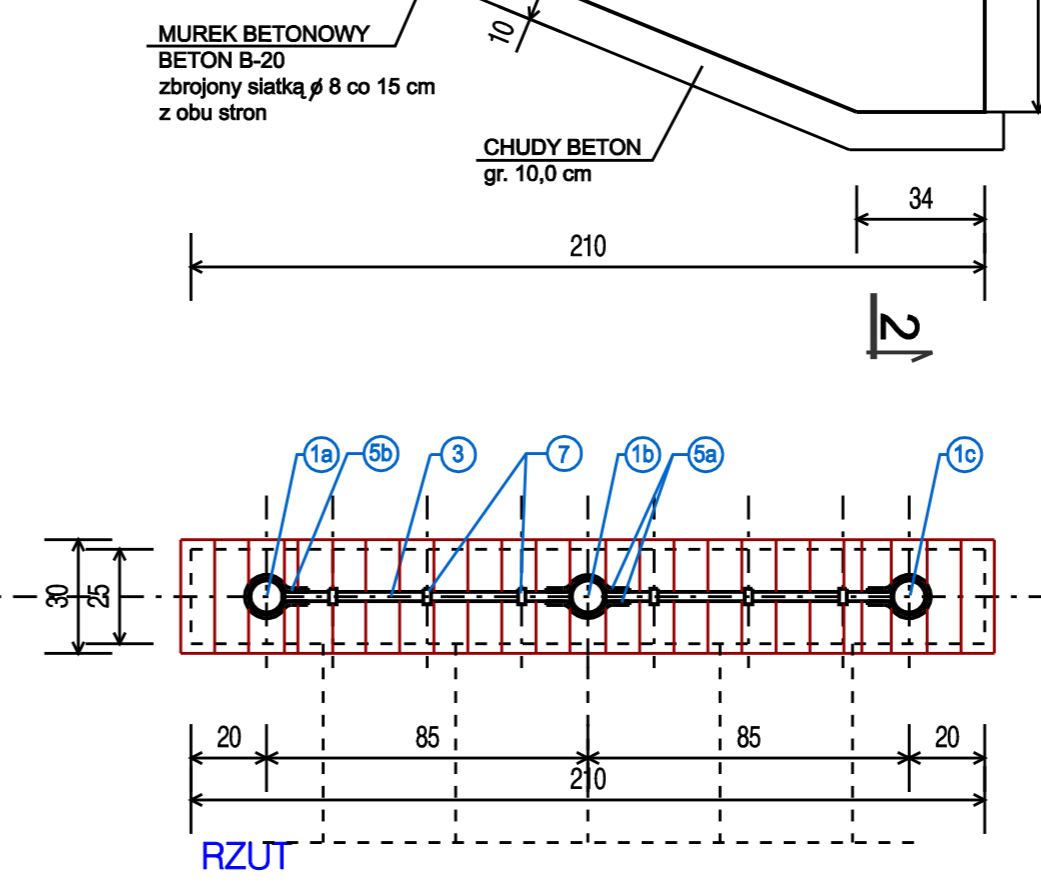 MUREK BETONOWY
BETON B-20
zbrojony siatką ø 8 co 15 cm
z obu stron
10
CHUDY BETON
gr. 10,0 cm
34
210
2
1a
5b
3
7
1b
5a
1c
30
25
20
85
85
20
210
RZUT